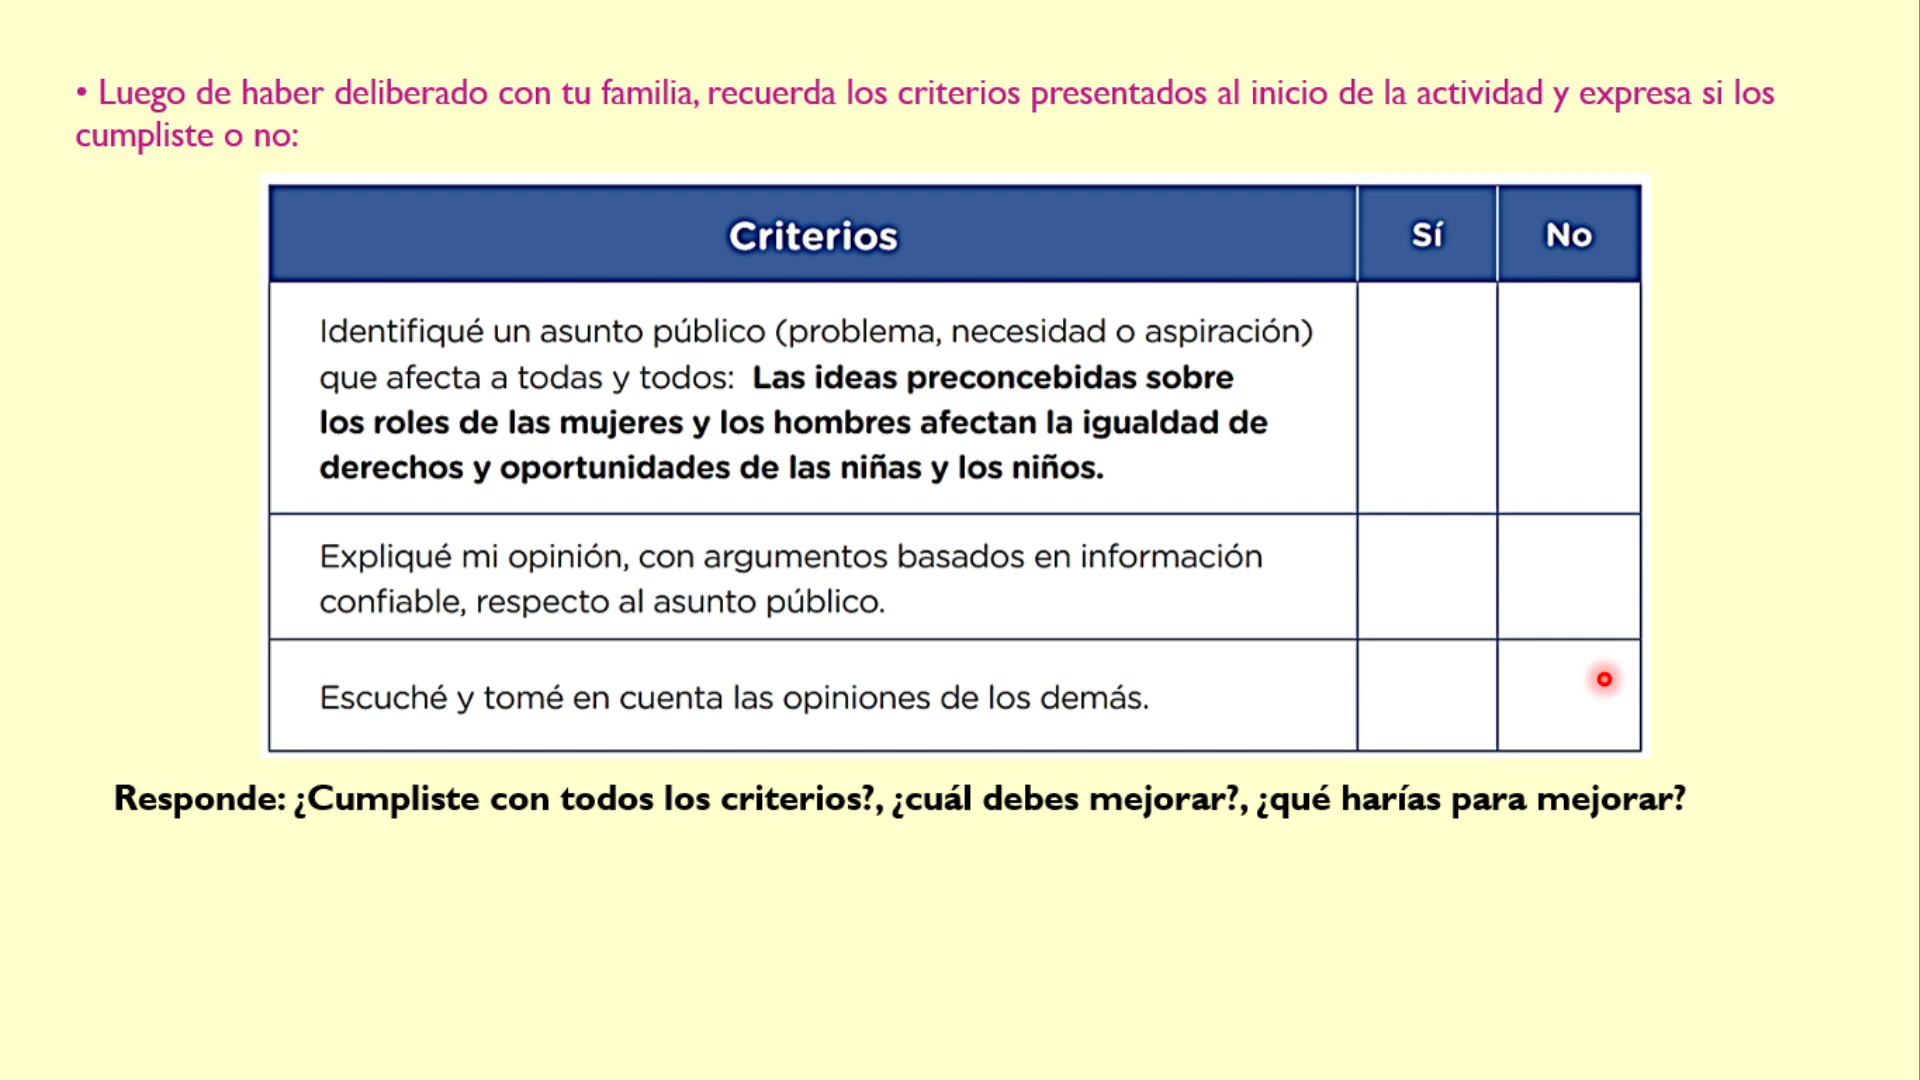 • Luego de haber deliberado con tu familia, recuerda los criterios presentados al inicio de la actividad y expresa si los
cumpliste o no:
Criterios Sí No
Identifiqué un asunto público (problema, necesidad o aspiración)
que afecta a todas y todos: Las ideas preconcebidas sobre
los roles de las mujeres y los hombres afectan la igualdad de
derechos y oportunidades de las niñas y los niños.
Expliqué mi opinión, con argumentos basados en información
confiable, respecto al asunto público.
Escuché y tomé en cuenta las opiniones de los demás.
Responde: ¿Cumpliste con todos los criterios?, ¿cuál debes mejorar?, ¿qué harías para mejorar?